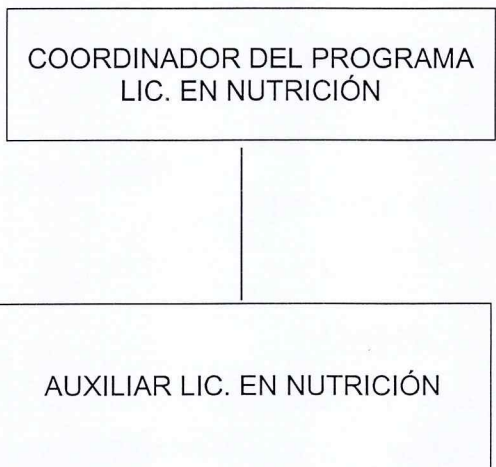 COORDINADOR DEL PROGRAMA
LIC. EN NUTRICIÓN
AUXILIAR LIC. EN NUTRICIÓN